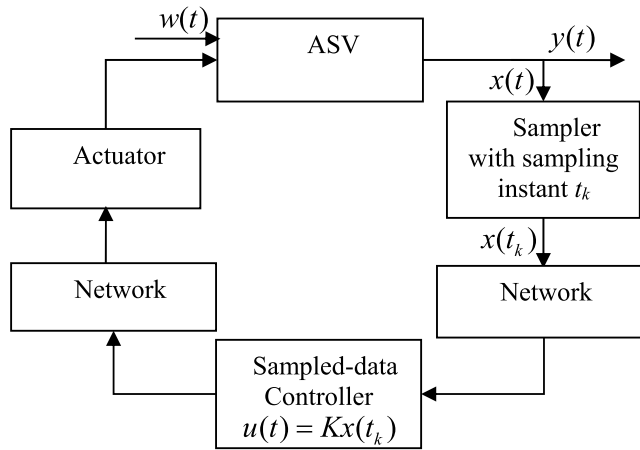 w(t)
ASV
y(t)
x(t)
Actuator
Sampler
with sampling
instant t_k
x(t_k)
Network
Network
Sampled-data
Controller
u(t) = Kx(t_k)